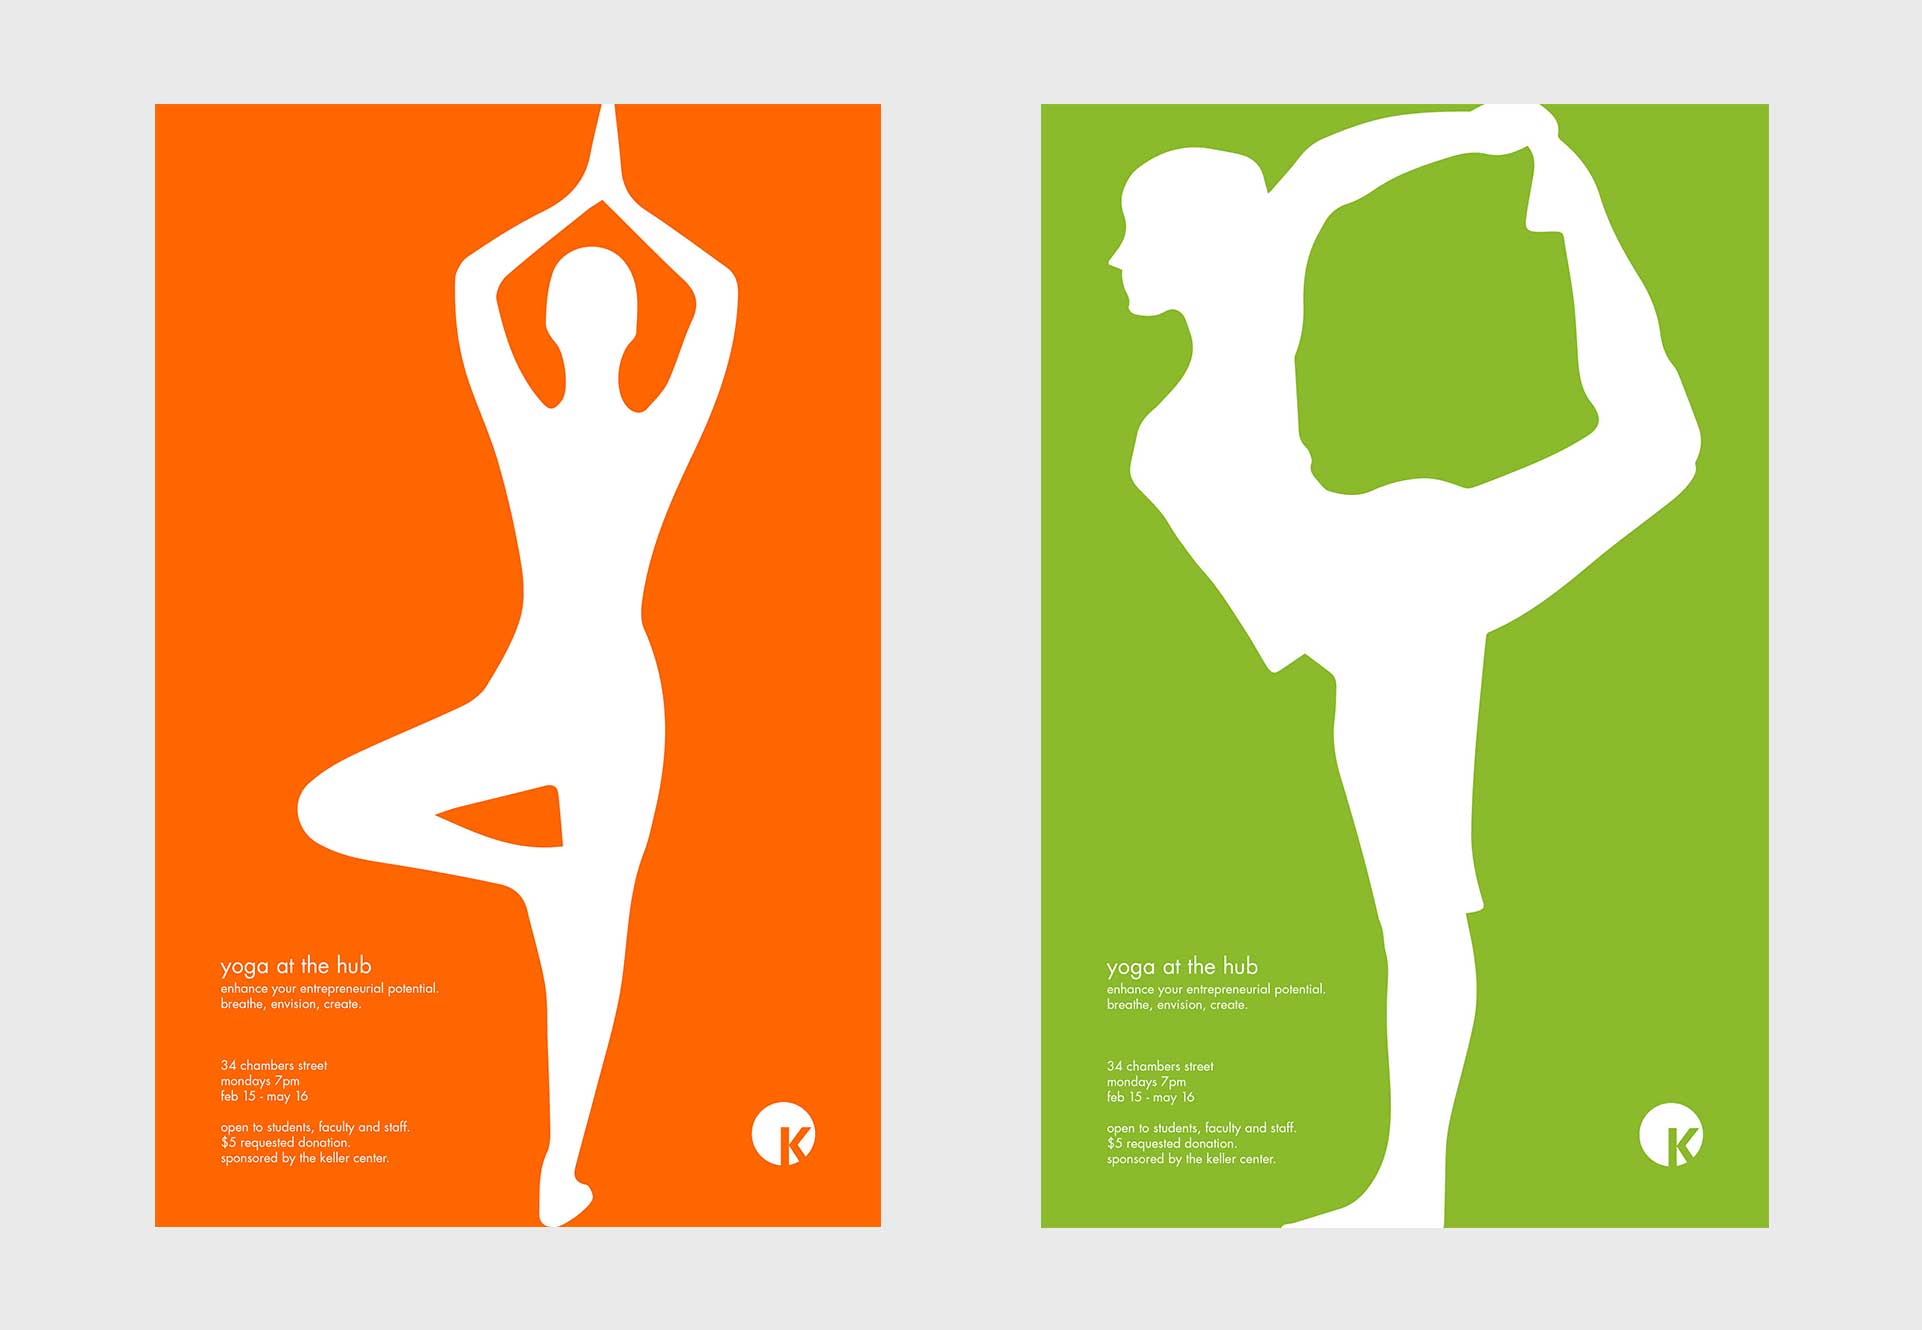 yoga at the hub
enhance your entrepreneurial potential.
breathe, envision, create.
34 chambers street
mondays 7pm
feb 15 - may 16
open to students, faculty and staff.
$5 requested donation.
sponsored by the keller center.
K
yoga at the hub
enhance your entrepreneurial potential.
breathe, envision, create.
34 chambers street
mondays 7pm
feb 15 - may 16
open to students, faculty and staff.
$5 requested donation.
sponsored by the keller center.
K